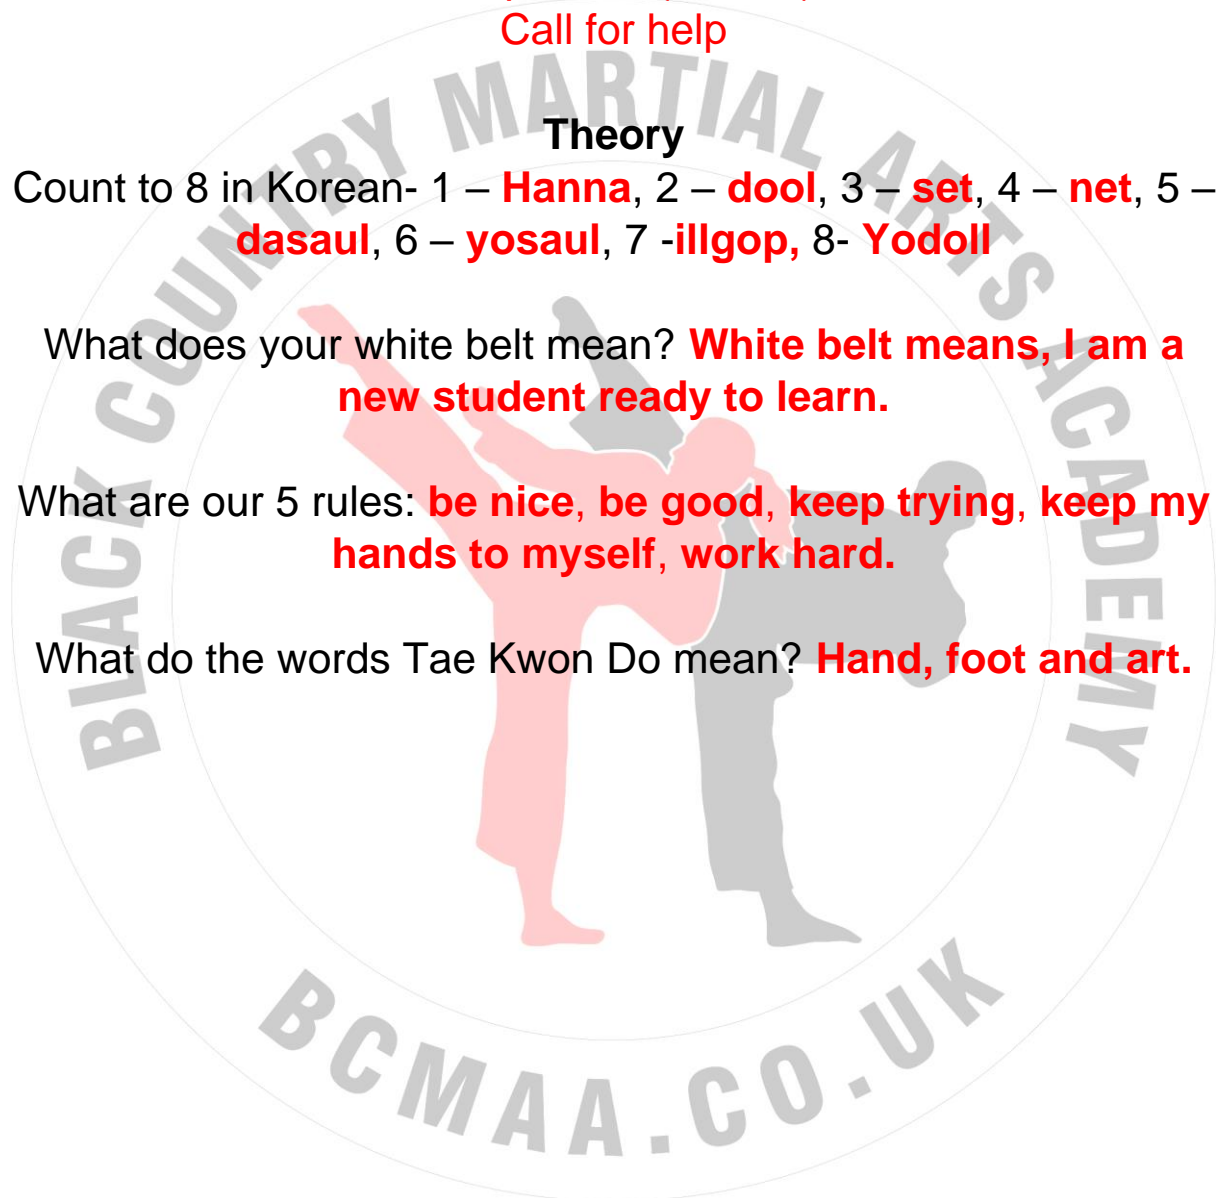 Call for help
Theory
Count to 8 in Korean- 1 – Hanna, 2 – dool, 3 – set, 4 – net, 5 –
dasaul, 6 – yosaul, 7 -illgop, 8- Yodoll
What does your white belt mean? White belt means, I am a
new student ready to learn.
What are our 5 rules: be nice, be good, keep trying, keep my
hands to myself, work hard.
What do the words Tae Kwon Do mean? Hand, foot and art.
BLACK COUNTRY MARTIAL ARTS ACADEMY
BCMAA.CO.UK